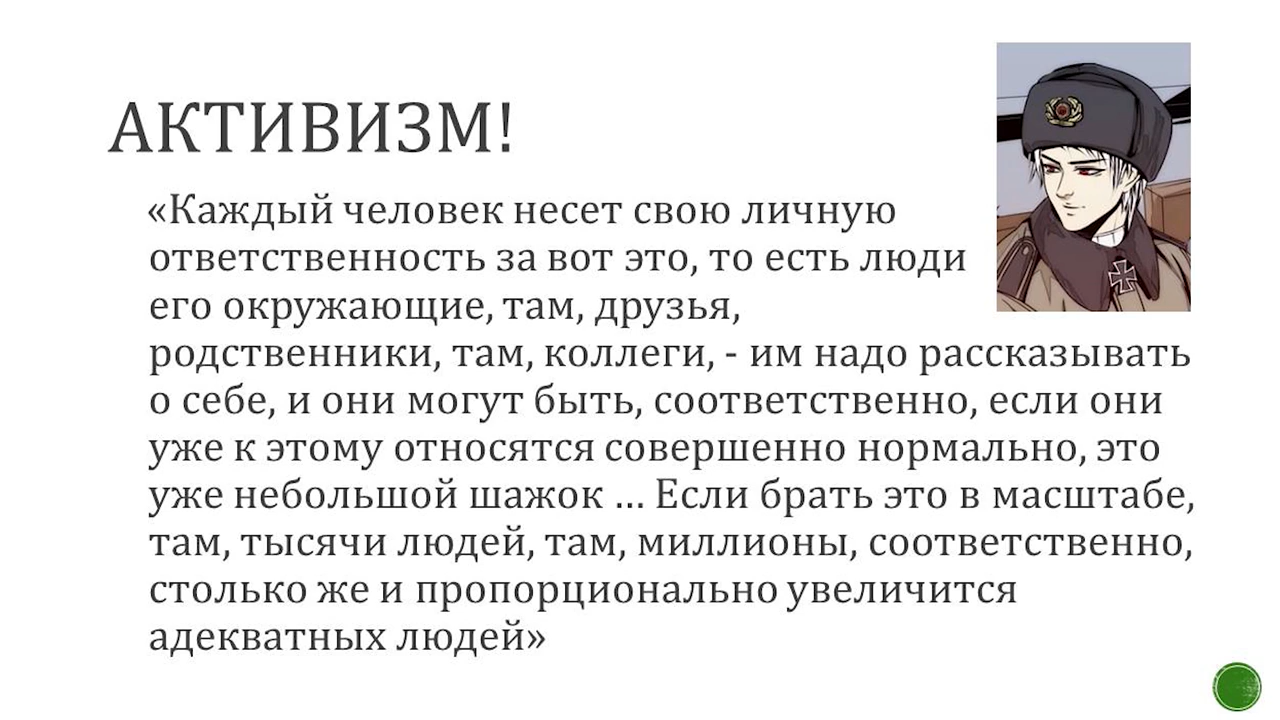 АКТИВИЗМ!
«Каждый человек несет свою личную
ответственность за вот это, то есть люди
его окружающие, там, друзья,
родственники, там, коллеги, - им надо рассказывать
о себе, и они могут быть, соответственно, если они
уже к этому относятся совершенно нормально, это
уже небольшой шажок ... Если брать это в масштабе,
там, тысячи людей, там, миллионы, соответственно,
столько же и пропорционально увеличится
адекватных людей»